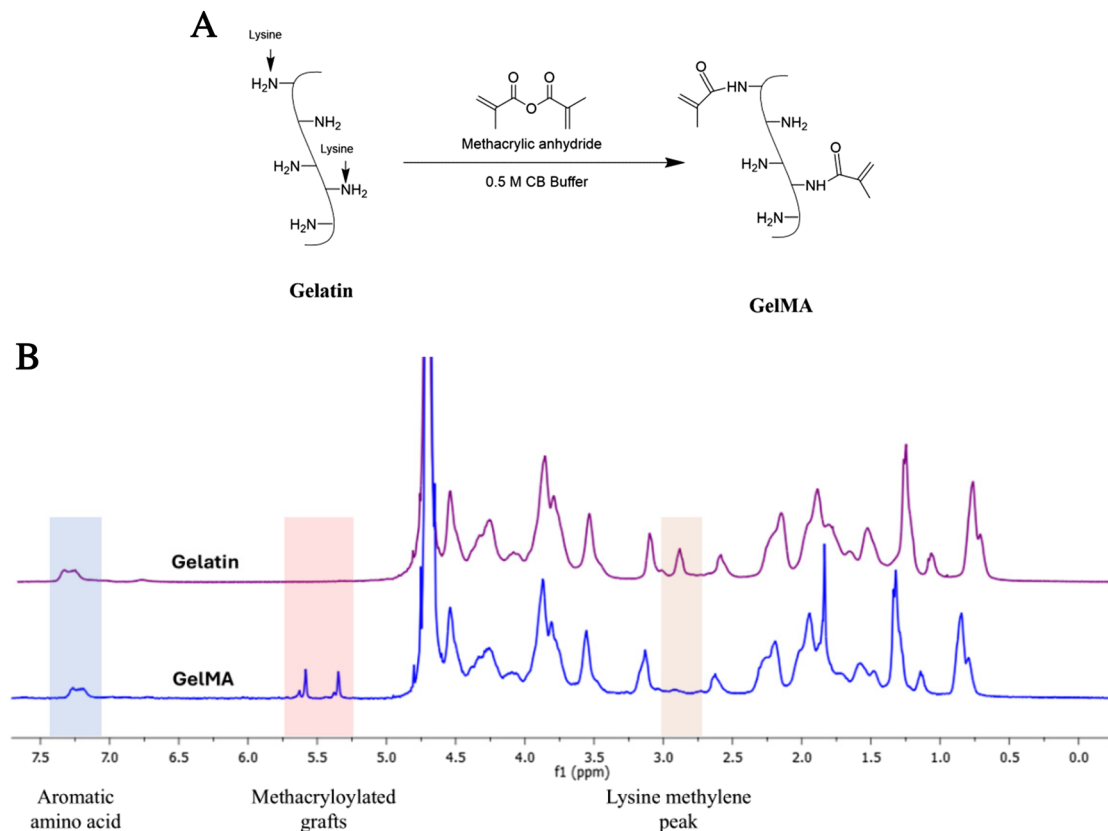 A
Lysine
H₂N
NH₂
Lysine
H₂N
NH₂
H₂N
Gelatin
O O
O
Methacrylic anhydride
0.5 M CB Buffer
O
HN
NH₂
O
H₂N
NH
H₂N
GelMA
B
Gelatin
GelMA
7.5 7.0 6.5 6.0 5.5 5.0 4.5 4.0 3.5 3.0 2.5 2.0 1.5 1.0 0.5 0.0
f1 (ppm)
Aromatic
amino acid
Methacryloylated
grafts
Lysine methylene
peak